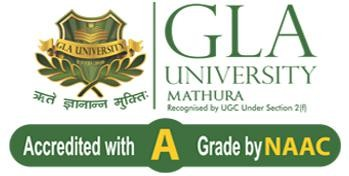 GLA UNIVERSITY
ऋते ज्ञानान्न मुक्तिः
GLA
UNIVERSITY
MATHURA
Recognised by UGC Under Section 2(f)
Accredited with A Grade by NAAC